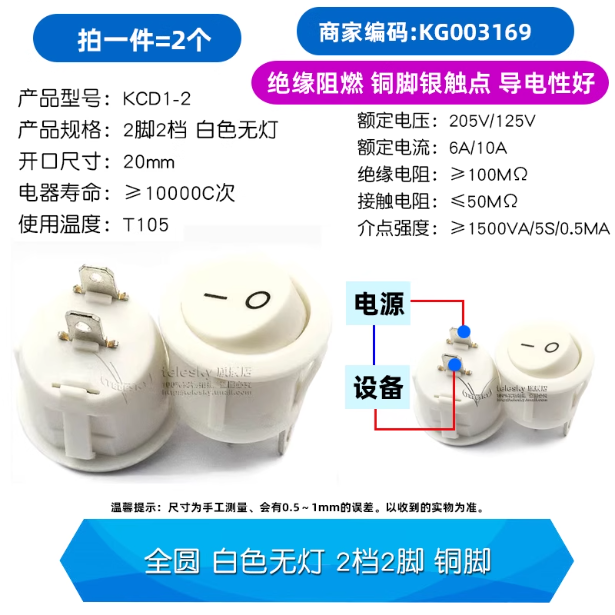 拍一件=2个
商家编码:KG003169
绝缘阻燃 铜脚银触点 导电性好
产品型号： KCD1-2
产品规格： 2脚2档 白色无灯
开口尺寸： 20mm
电器寿命： ≥10000C次
使用温度： T105
额定电压： 205V/125V
额定电流： 6A/10A
绝缘电阻： ≥100MΩ
接触电阻： ≤50MΩ
介点强度： ≥1500VA/5S/0.5MA
电源
设备
telesky 旗舰店
温馨提示：尺寸为手工测量、会有0.5～1mm的误差。以收到的实物为准。
全圆 白色无灯 2档2脚 铜脚